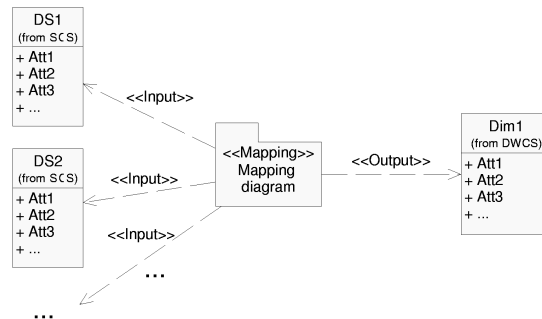 DS1
(from SCS)
+ Att1
+ Att2
+ Att3
+ ...
<<Input>>
DS2
(from SCS)
+ Att1
+ Att2
+ Att3
+ ...
<<Input>>
<<Input>>
...
...
<<Mapping>>
Mapping
diagram
<<Output>>
Dim1
(from DWCS)
+ Att1
+ Att2
+ Att3
+ ...